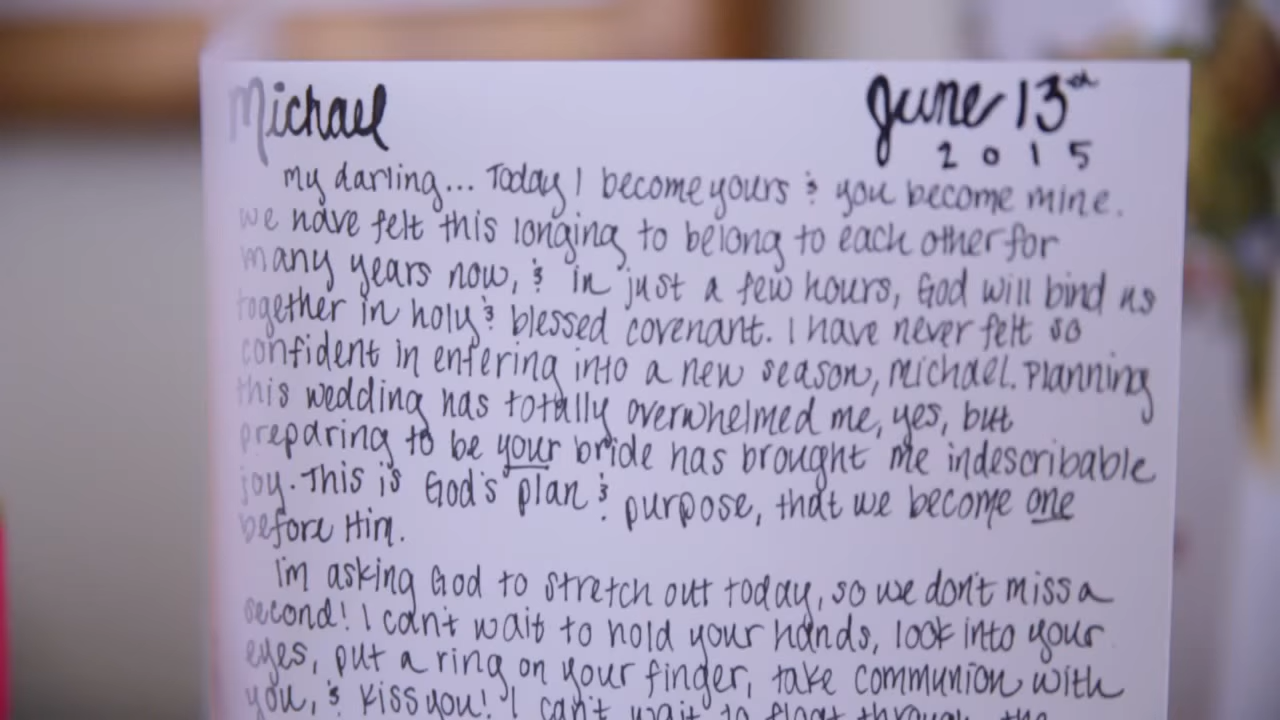 Michael
June 13th
2015
My darling... Today I become yours & you become mine.
We have felt this longing to belong to each other for
many years now, & in just a few hours, God will bind us
together in holy & blessed covenant. I have never felt so
confident in entering into a new season, Michael. Planning
this wedding has totally overwhelmed me, yes, but
preparing to be your bride has brought me indescribable
joy. This is God's plan & purpose, that we become one
before Him.
I'm asking God to stretch out today, so we don't miss a
second! I can't wait to hold your hands, look into your
eyes, put a ring on your finger, take communion with
you, & kiss you! I can't wait to float through the